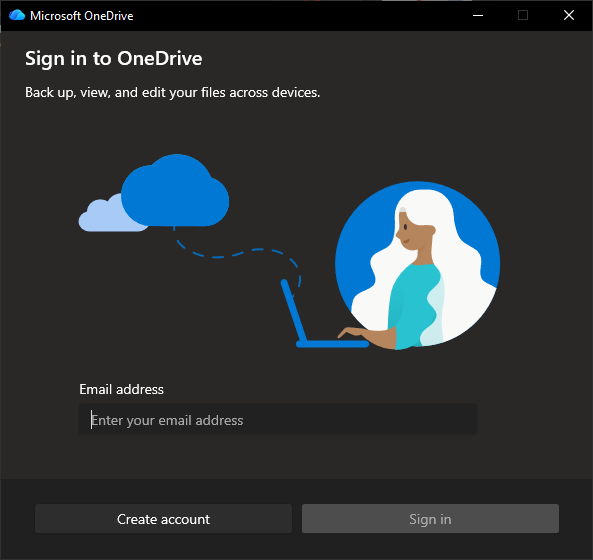 Microsoft OneDrive
Sign in to OneDrive
Back up, view, and edit your files across devices.
Email address
Enter your email address
Create account
Sign in